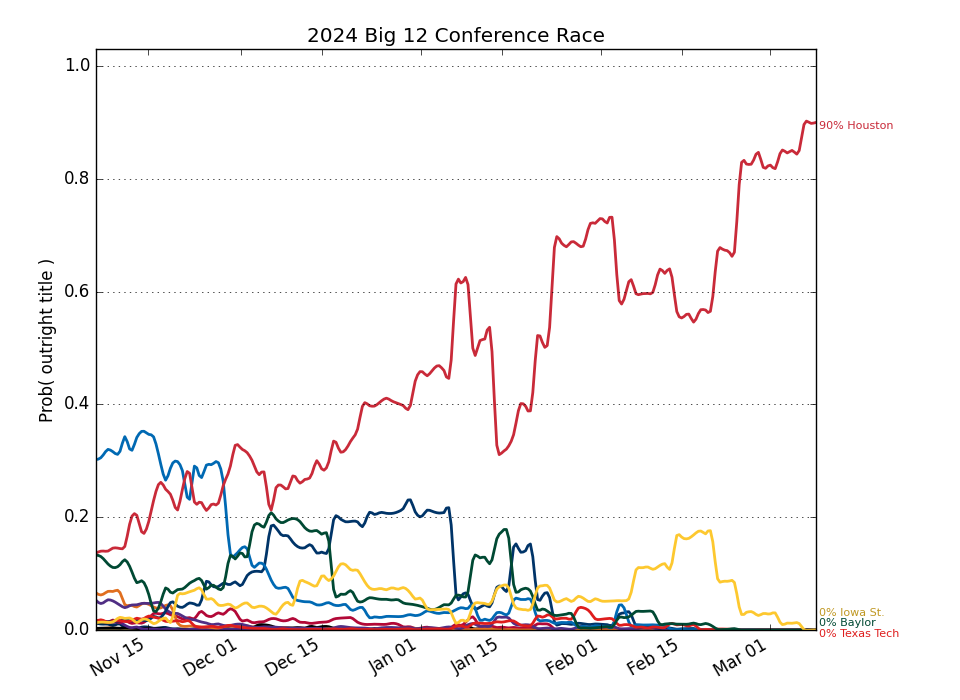 2024 Big 12 Conference Race
Prob( outright title )
1.0
0.8
0.6
0.4
0.2
0.0
90% Houston
0% Iowa St.
0% Baylor
0% Texas Tech
Nov 15
Dec 01
Dec 15
Jan 01
Jan 15
Feb 01
Feb 15
Mar 01